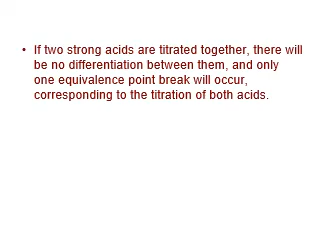 • If two strong acids are titrated together, there will
be no differentiation between them, and only
one equivalence point break will occur,
corresponding to the titration of both acids.